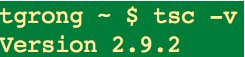 tgrong ~ $ tsc -v
Version 2.9.2